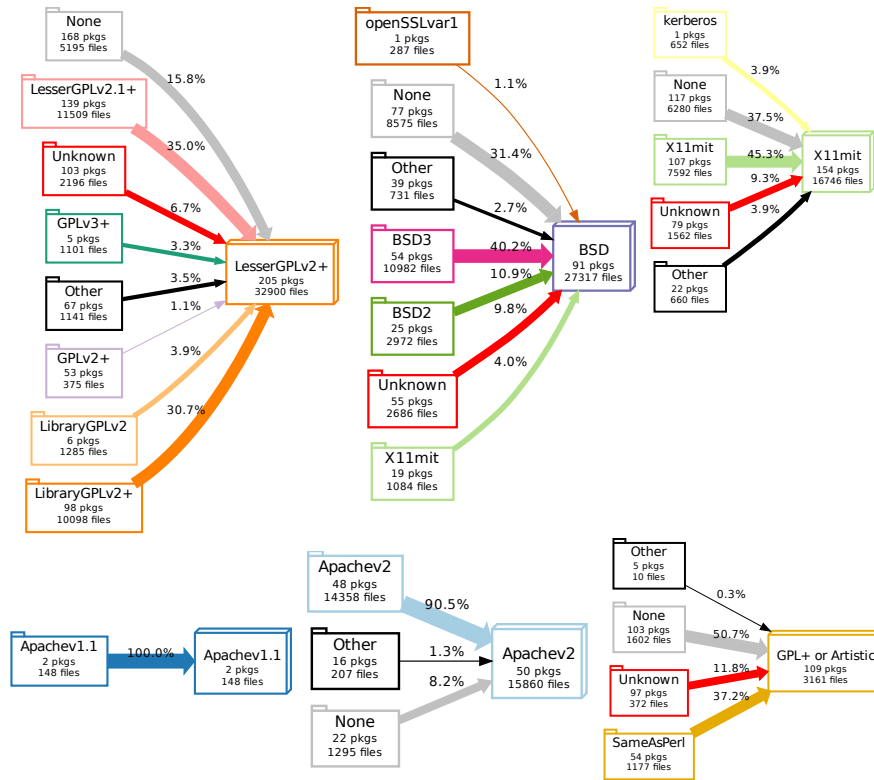 None
168 pkgs
5195 files
15.8%
LesserGPLv2.1+
139 pkgs
11509 files
35.0%
Unknown
103 pkgs
2196 files
6.7%
GPLv3+
5 pkgs
1101 files
3.3%
Other
67 pkgs
1141 files
3.5%
GPLv2+
53 pkgs
375 files
1.1%
LibraryGPLv2
6 pkgs
1285 files
3.9%
LibraryGPLv2+
98 pkgs
10098 files
30.7%
LesserGPLv2+
205 pkgs
32900 files
openSSLvar1
1 pkgs
287 files
1.1%
None
77 pkgs
8575 files
31.4%
Other
39 pkgs
731 files
2.7%
BSD3
54 pkgs
10982 files
40.2%
BSD2
25 pkgs
2972 files
10.9%
Unknown
55 pkgs
2686 files
9.8%
X11mit
19 pkgs
1084 files
4.0%
BSD
91 pkgs
27317 files
kerberos
1 pkgs
652 files
3.9%
None
117 pkgs
6280 files
37.5%
X11mit
107 pkgs
7592 files
45.3%
Unknown
79 pkgs
1562 files
9.3%
Other
22 pkgs
660 files
3.9%
X11mit
154 pkgs
16746 files
Apachev1.1
2 pkgs
148 files
100.0%
Apachev1.1
2 pkgs
148 files
Apachev2
48 pkgs
14358 files
90.5%
Other
16 pkgs
207 files
1.3%
None
22 pkgs
1295 files
8.2%
Apachev2
50 pkgs
15860 files
Other
5 pkgs
10 files
0.3%
None
103 pkgs
1602 files
50.7%
Unknown
97 pkgs
372 files
11.8%
SameAsPerl
54 pkgs
1177 files
37.2%
GPL+ or Artistic
109 pkgs
3161 files